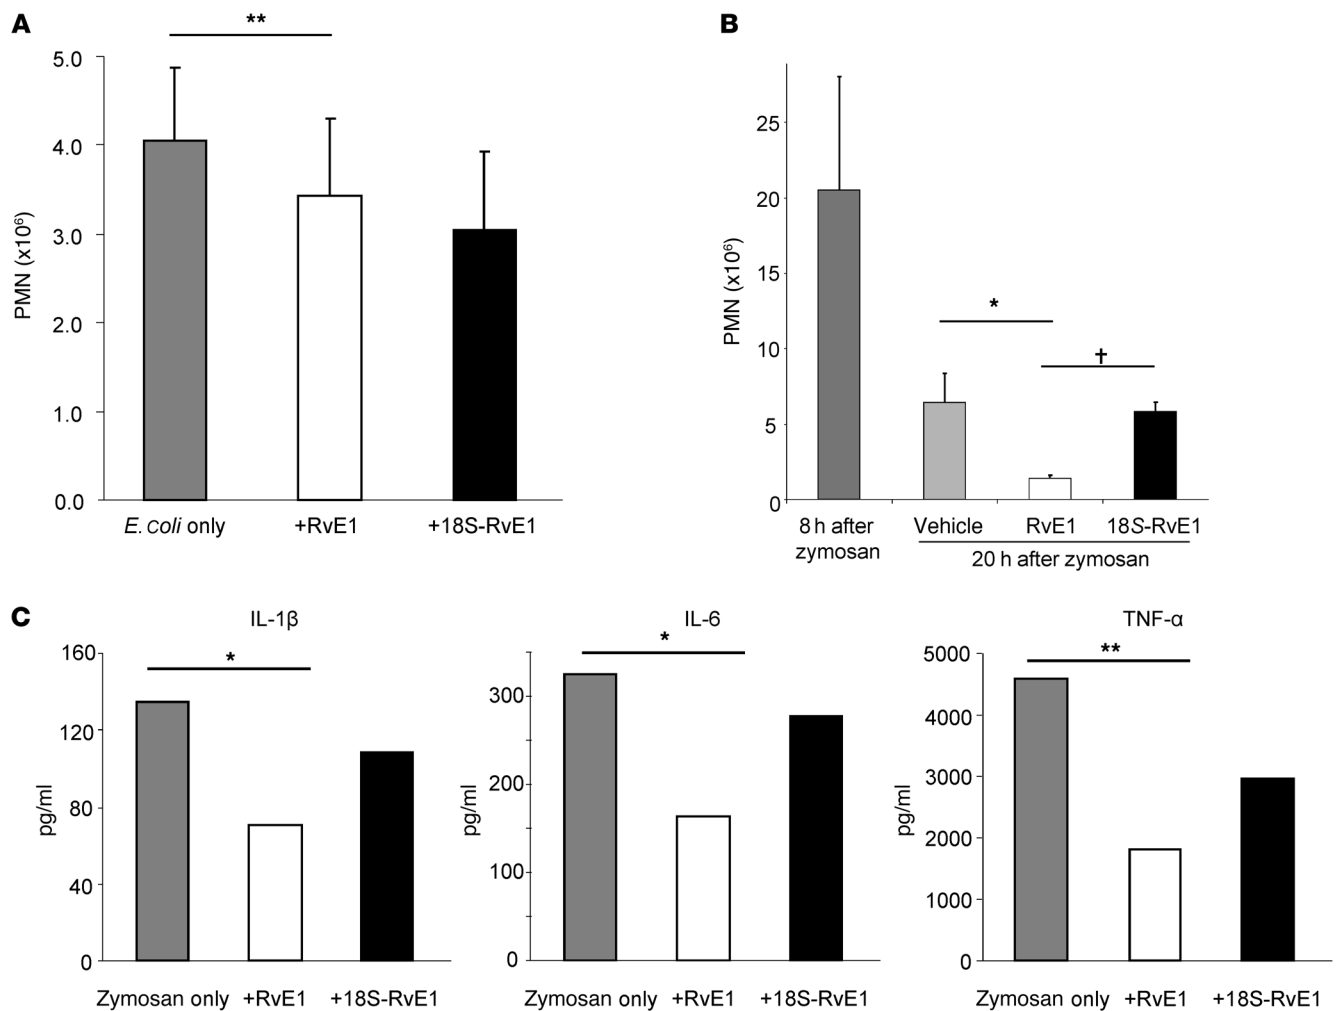 A
**
PMN (x10⁶)
5.0
4.0
3.0
2.0
1.0
0.0
E. coli only
+RvE1
+18S-RvE1
B
PMN (x10⁶)
25
20
15
10
5
0
*
†
8 h after
zymosan
Vehicle
RvE1
18S-RvE1
20 h after zymosan
C
IL-1β
*
pg/ml
160
120
80
40
0
Zymosan only
+RvE1
+18S-RvE1
IL-6
*
pg/ml
300
200
100
0
Zymosan only
+RvE1
+18S-RvE1
TNF-α
**
pg/ml
5000
4000
3000
2000
1000
0
Zymosan only
+RvE1
+18S-RvE1